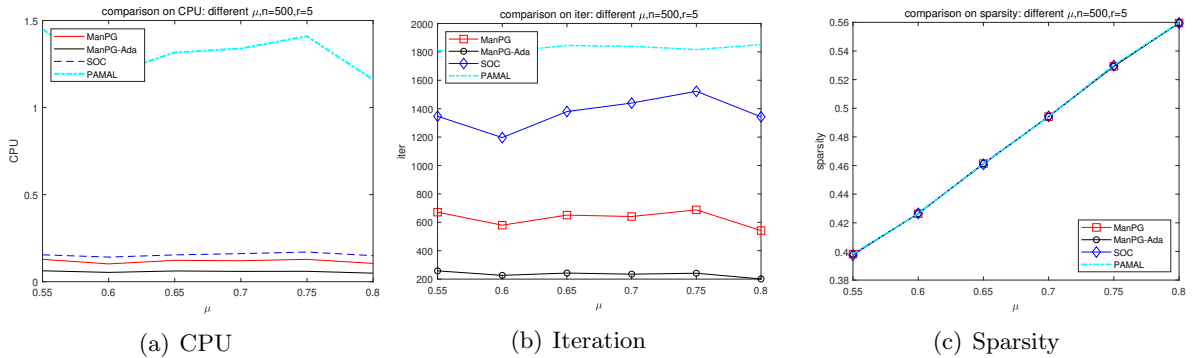 comparison on CPU: different μ,n=500,r=5
1.5
1
0.5
0
CPU
ManPG
ManPG-Ada
SOC
PAMAL
0.55 0.6 0.65 0.7 0.75 0.8
μ
(a) CPU
comparison on iter: different μ,n=500,r=5
2000
1800
1600
1400
1200
1000
800
600
400
200
iter
ManPG
ManPG-Ada
SOC
PAMAL
0.55 0.6 0.65 0.7 0.75 0.8
μ
(b) Iteration
comparison on sparsity: different μ,n=500,r=5
0.56
0.54
0.52
0.5
0.48
0.46
0.44
0.42
0.4
0.38
sparsity
ManPG
ManPG-Ada
SOC
PAMAL
0.55 0.6 0.65 0.7 0.75 0.8
μ
(c) Sparsity